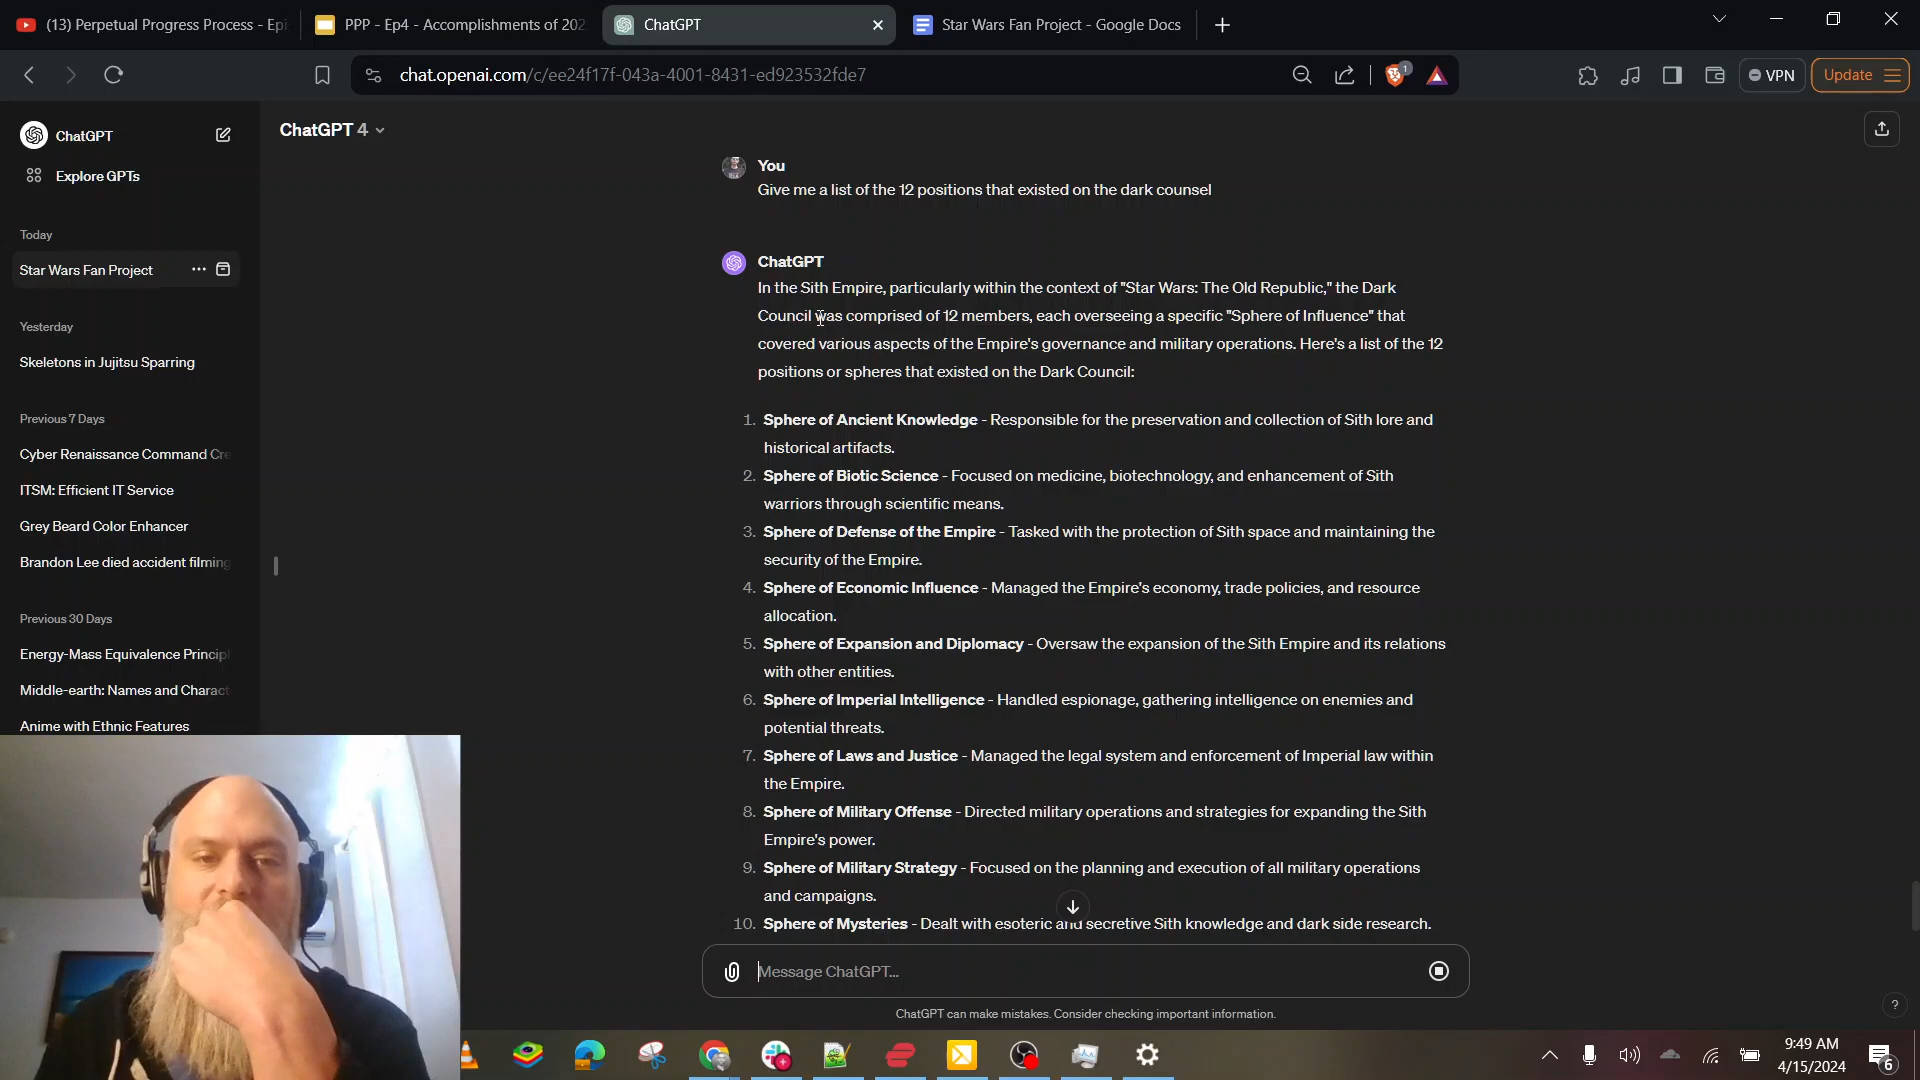 (13) Perpetual Progress Process - Epi
PPP - Ep4 - Accomplishments of 202
ChatGPT
Star Wars Fan Project - Google Docs
chat.openai.com/c/ee24f17f-043a-4001-8431-ed923532fde7
1
VPN
Update
ChatGPT
Explore GPTs
Today
Star Wars Fan Project
Yesterday
Skeletons in Jujitsu Sparring
Previous 7 Days
Cyber Renaissance Command Cre
ITSM: Efficient IT Service
Grey Beard Color Enhancer
Brandon Lee died accident filming
Previous 30 Days
Energy-Mass Equivalence Princip
Middle-earth: Names and Charact
Anime with Ethnic Features
ChatGPT 4
You
Give me a list of the 12 positions that existed on the dark counsel
ChatGPT
In the Sith Empire, particularly within the context of "Star Wars: The Old Republic," the Dark
Council was comprised of 12 members, each overseeing a specific "Sphere of Influence" that
covered various aspects of the Empire's governance and military operations. Here's a list of the 12
positions or spheres that existed on the Dark Council:
1. Sphere of Ancient Knowledge - Responsible for the preservation and collection of Sith lore and
historical artifacts.
2. Sphere of Biotic Science - Focused on medicine, biotechnology, and enhancement of Sith
warriors through scientific means.
3. Sphere of Defense of the Empire - Tasked with the protection of Sith space and maintaining the
security of the Empire.
4. Sphere of Economic Influence - Managed the Empire's economy, trade policies, and resource
allocation.
5. Sphere of Expansion and Diplomacy - Oversaw the expansion of the Sith Empire and its relations
with other entities.
6. Sphere of Imperial Intelligence - Handled espionage, gathering intelligence on enemies and
potential threats.
7. Sphere of Laws and Justice - Managed the legal system and enforcement of Imperial law within
the Empire.
8. Sphere of Military Offense - Directed military operations and strategies for expanding the Sith
Empire's power.
9. Sphere of Military Strategy - Focused on the planning and execution of all military operations
and campaigns.
10. Sphere of Mysteries - Dealt with esoteric and secretive Sith knowledge and dark side research.
Message ChatGPT...
ChatGPT can make mistakes. Consider checking important information.
?
9:49 AM
4/15/2024
6